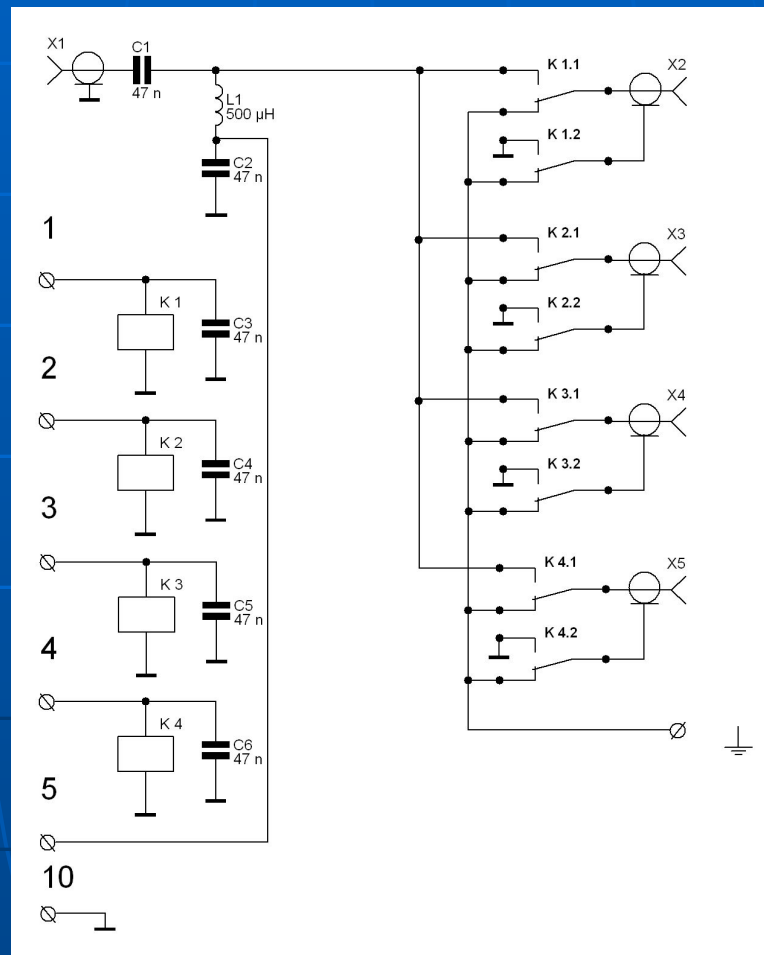 X1
C1
47 n
L1
500 µH
C2
47 n
K 1.1
X2
K 1.2
1
K 1
C3
47 n
K 2.1
X3
K 2.2
2
K 2
C4
47 n
K 3.1
X4
K 3.2
3
K 3
C5
47 n
K 4.1
X5
K 4.2
4
K 4
C6
47 n
5
10